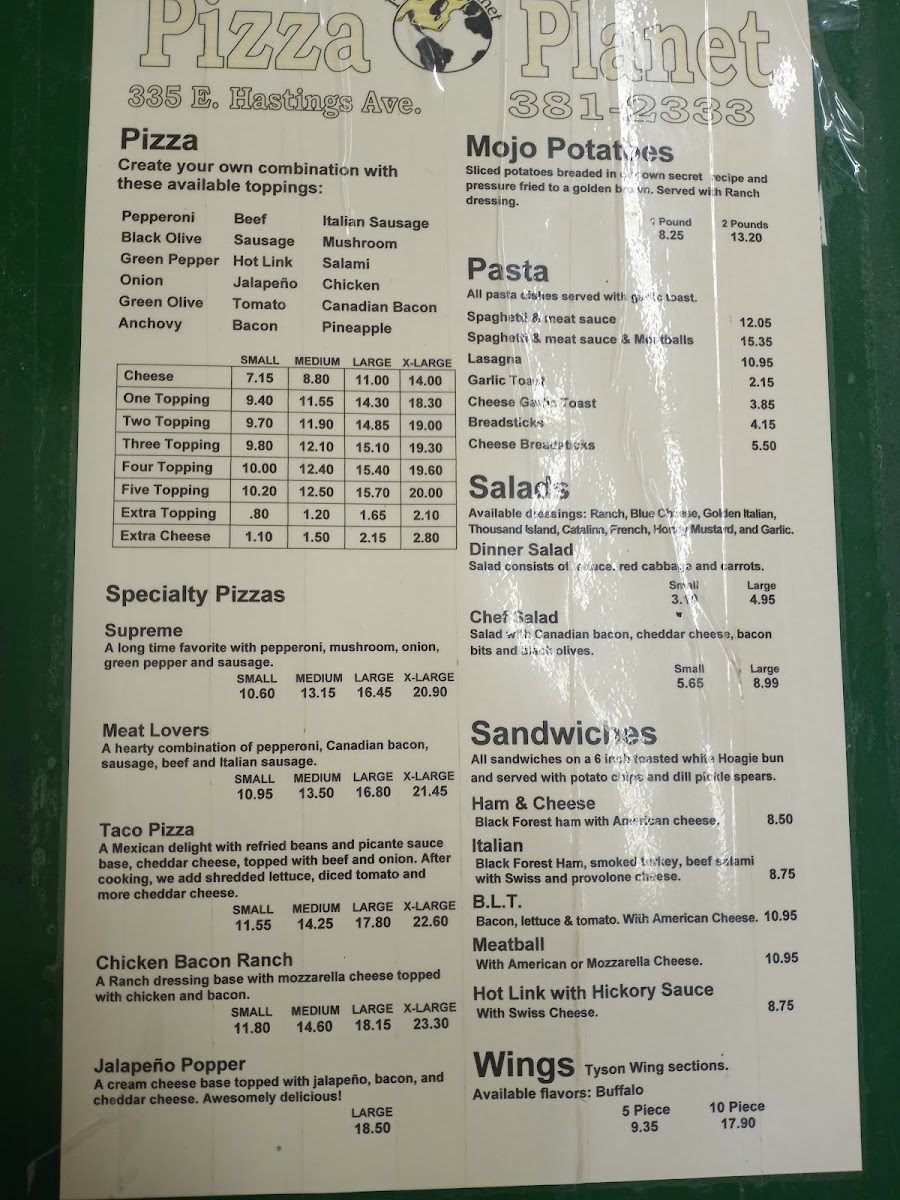 Pizza Planet
335 E. Hastings Ave. 381-2333
Pizza
Create your own combination with
these available toppings:
Pepperoni Beef Italian Sausage
Black Olive Sausage Mushroom
Green Pepper Hot Link Salami
Onion Jalapeño Chicken
Green Olive Tomato Canadian Bacon
Anchovy Bacon Pineapple
SMALL MEDIUM LARGE X-LARGE
Cheese 7.15 8.80 11.00 14.00
One Topping 9.40 11.55 14.30 18.30
Two Topping 9.70 11.90 14.85 19.00
Three Topping 9.80 12.10 15.10 19.30
Four Topping 10.00 12.40 15.40 19.60
Five Topping 10.20 12.50 15.70 20.00
Extra Topping .80 1.20 1.65 2.10
Extra Cheese 1.10 1.50 2.15 2.80
Specialty Pizzas
Supreme
A long time favorite with pepperoni, mushroom, onion,
green pepper and sausage.
SMALL MEDIUM LARGE X-LARGE
10.60 13.15 16.45 20.90
Meat Lovers
A hearty combination of pepperoni, Canadian bacon,
sausage, beef and Italian sausage.
SMALL MEDIUM LARGE X-LARGE
10.95 13.50 16.80 21.45
Taco Pizza
A Mexican delight with refried beans and picante sauce
base, cheddar cheese, topped with beef and onion. After
cooking, we add shredded lettuce, diced tomato and
more cheddar cheese.
SMALL MEDIUM LARGE X-LARGE
11.55 14.25 17.80 22.60
Chicken Bacon Ranch
A Ranch dressing base with mozzarella cheese topped
with chicken and bacon.
SMALL MEDIUM LARGE X-LARGE
11.80 14.60 18.15 23.30
Jalapeño Popper
A cream cheese base topped with jalapeño, bacon, and
cheddar cheese. Awesomely delicious!
LARGE
18.50
Mojo Potatoes
Sliced potatoes breaded in our own secret recipe and
pressure fried to a golden brown. Served with Ranch
dressing.
Pound 2 Pounds
8.25 13.20
Pasta
All pasta dishes served with garlic toast.
Spaghetti & meat sauce 12.05
Spaghetti & meat sauce & Meatballs 15.35
Lasagna 10.95
Garlic Toast 2.15
Cheese Garlic Toast 3.85
Breadsticks 4.15
Cheese Breadsticks 5.50
Salads
Available dressings: Ranch, Blue Cheese, Golden Italian,
Thousand Island, Catalina, French, Honey Mustard, and Garlic.
Dinner Salad
Salad consists of lettuce, red cabbage and carrots.
Small Large
3.10 4.95
Chef Salad
Salad with Canadian bacon, cheddar cheese, bacon
bits and black olives.
Small Large
5.65 8.99
Sandwiches
All sandwiches on a 6 inch toasted white Hoagie bun
and served with potato chips and dill pickle spears.
Ham & Cheese
Black Forest ham with American cheese. 8.50
Italian
Black Forest Ham, smoked turkey, beef salami
with Swiss and provolone cheese. 8.75
B.L.T.
Bacon, lettuce & tomato. With American Cheese. 10.95
Meatball
With American or Mozzarella Cheese. 10.95
Hot Link with Hickory Sauce
With Swiss Cheese. 8.75
Wings Tyson Wing sections.
Available flavors: Buffalo
5 Piece 10 Piece
9.35 17.90